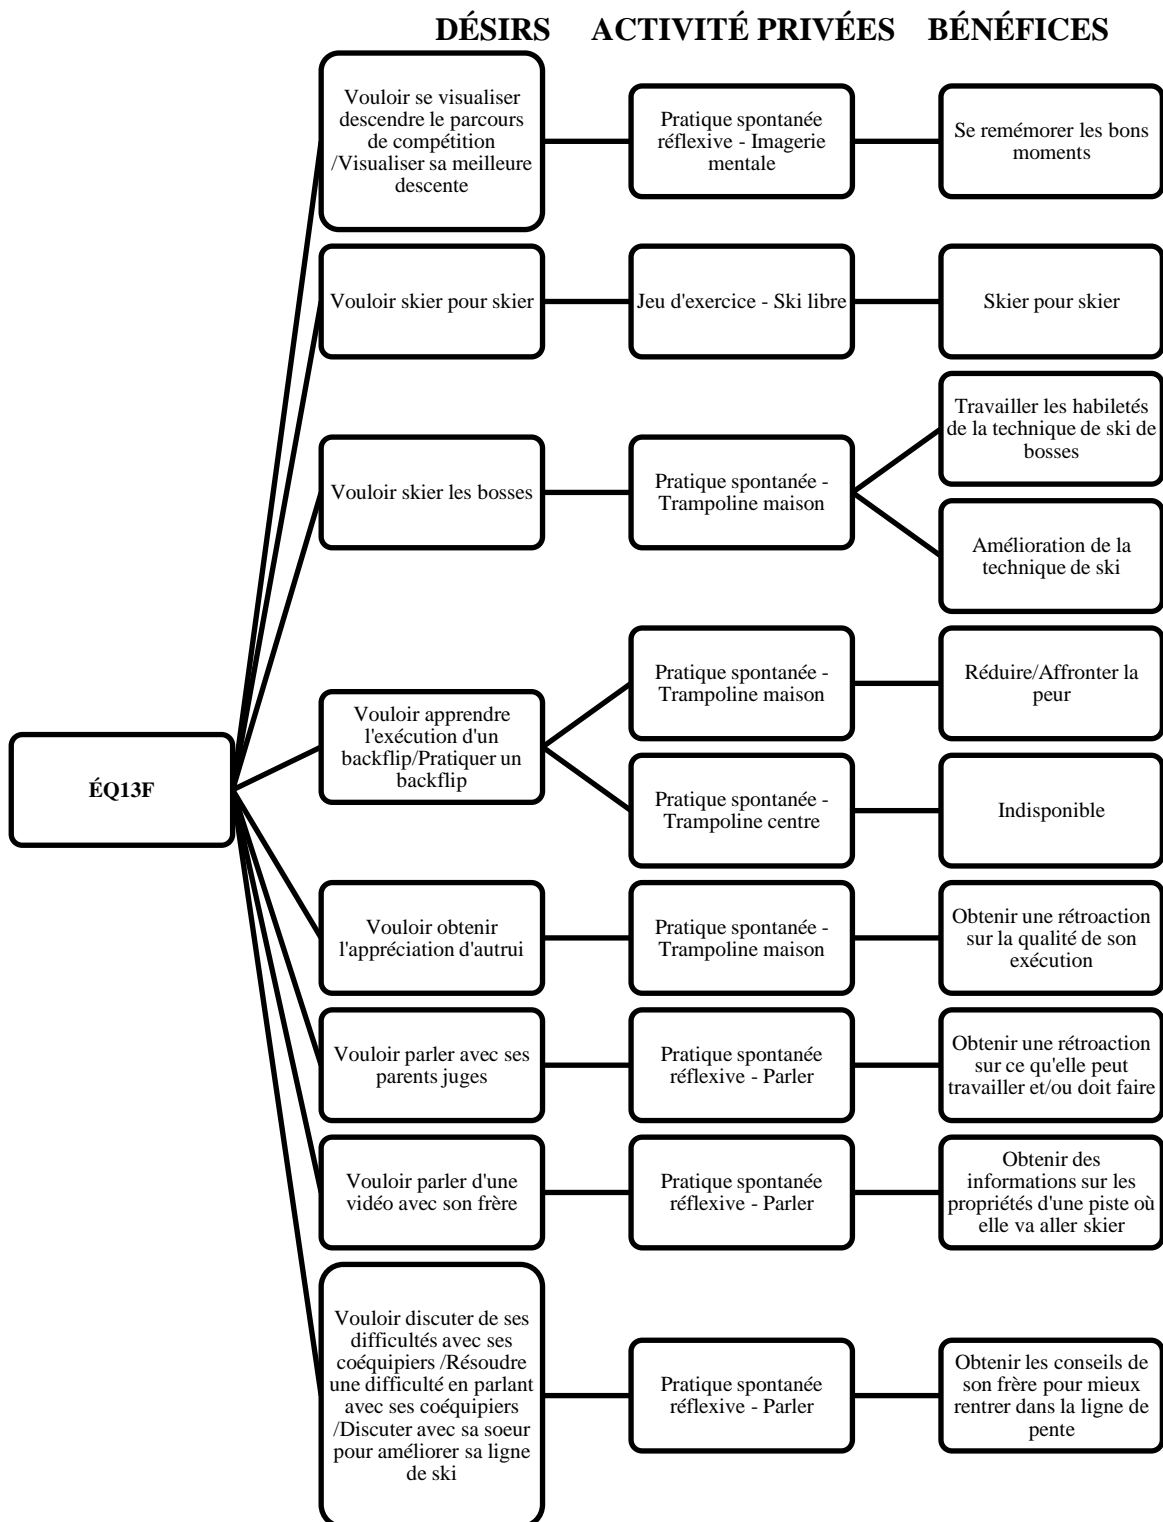 DÉSIRS ACTIVITÉ PRIVÉES BÉNÉFICES
Vouloir se visualiser
descendre le parcours
de compétition
/Visualiser sa meilleure
descente
Pratique spontanée
réflexive - Imagerie
mentale
Se remémorer les bons
moments
Vouloir skier pour skier
Jeu d'exercice - Ski libre
Skier pour skier
Vouloir skier les bosses
Pratique spontanée -
Trampoline maison
Travailler les habiletés
de la technique de ski de
bosses
Amélioration de la
technique de ski
ÉQ13F
Vouloir apprendre
l'exécution d'un
backflip/Pratiquer un
backflip
Pratique spontanée -
Trampoline maison
Réduire/Affronter la
peur
Pratique spontanée -
Trampoline centre
Indisponible
Vouloir obtenir
l'appréciation d'autrui
Pratique spontanée -
Trampoline maison
Obtenir une rétroaction
sur la qualité de son
exécution
Vouloir parler avec ses
parents juges
Pratique spontanée
réflexive - Parler
Obtenir une rétroaction
sur ce qu'elle peut
travailler et/ou doit faire
Vouloir parler d'une
vidéo avec son frère
Pratique spontanée
réflexive - Parler
Obtenir des
informations sur les
propriétés d'une piste où
elle va aller skier
Vouloir discuter de ses
difficultés avec ses
coéquipiers /Résoudre
une difficulté en parlant
avec ses coéquipiers
/Discuter avec sa soeur
pour améliorer sa ligne
de ski
Pratique spontanée
réflexive - Parler
Obtenir les conseils de
son frère pour mieux
rentrer dans la ligne de
pente